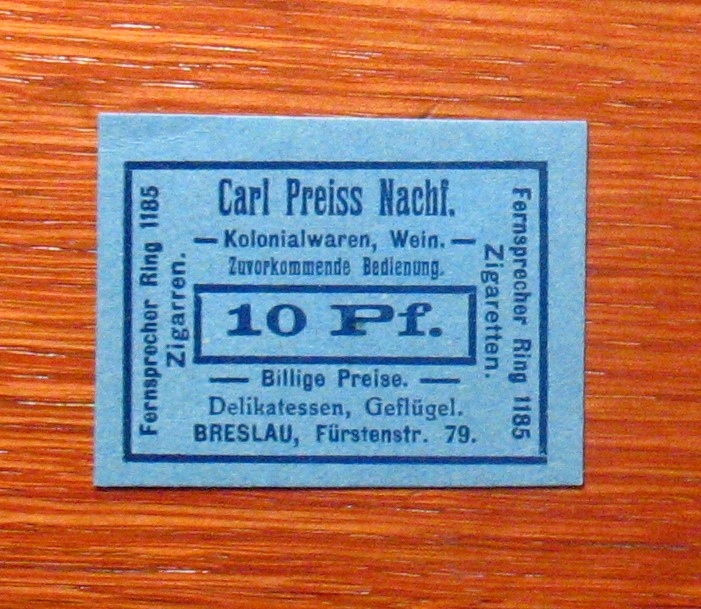 Carl Preiss Nachf.
— Kolonialwaren, Wein. —
Zuvorkommende Bedienung.
10 Pf.
— Billige Preise. —
Delikatessen, Geflügel.
BRESLAU, Fürstenstr. 79.
Fernsprecher Ring 1185
Zigarren.
Fernsprecher Ring 1185
Zigaretten.